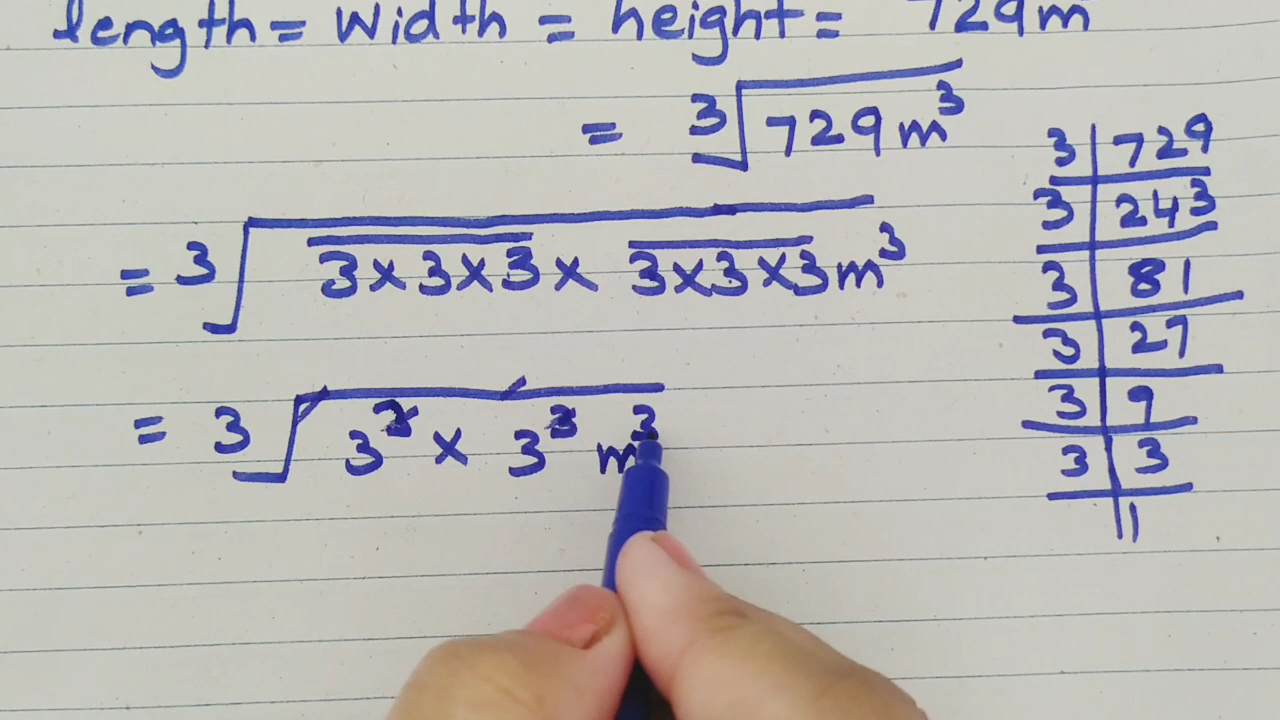 length = width = height = 729m
= ³√729m³
= ³√3×3×3 × 3×3×3m³
= ³√3³ × 3³ m³
3 | 729
3 | 243
3 | 81
3 | 27
3 | 9
3 | 3
| 1